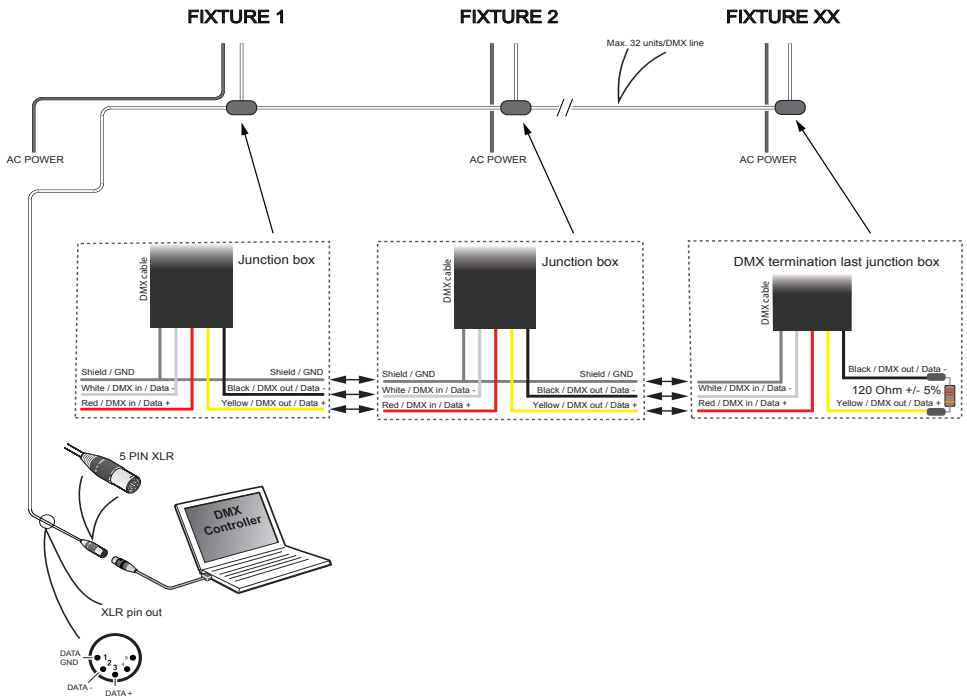 FIXTURE 1
FIXTURE 2
FIXTURE XX
Max. 32 units/DMX line
AC POWER
AC POWER
AC POWER
DMX cable
Junction box
Shield / GND
Shield / GND
White / DMX in / Data -
Black / DMX out / Data -
Red / DMX in / Data +
Yellow / DMX out / Data +
DMX cable
Junction box
Shield / GND
Shield / GND
White / DMX in / Data -
Black / DMX out / Data -
Red / DMX in / Data +
Yellow / DMX out / Data +
DMX termination last junction box
DMX cable
Black / DMX out / Data -
White / DMX in / Data -
120 Ohm +/- 5%
Red / DMX in / Data +
Yellow / DMX out / Data +
5 PIN XLR
DMX
Controller
XLR pin out
DATA
GND
1
2
3
4
5
DATA -
DATA +